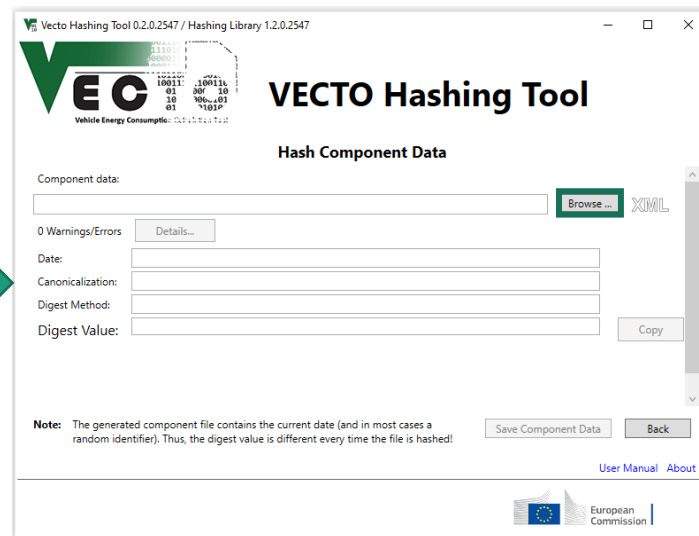 Vecto Hashing Tool 0.2.0.2547 / Hashing Library 1.2.0.2547
VECTO
Vehicle Energy Consumption Calculation Tool
VECTO Hashing Tool
Hash Component Data
Component data:
Browse ...
XML
0 Warnings/Errors
Details...
Date:
Canonicalization:
Digest Method:
Digest Value:
Copy
Note: The generated component file contains the current date (and in most cases a
random identifier). Thus, the digest value is different every time the file is hashed!
Save Component Data
Back
User Manual About
European
Commission